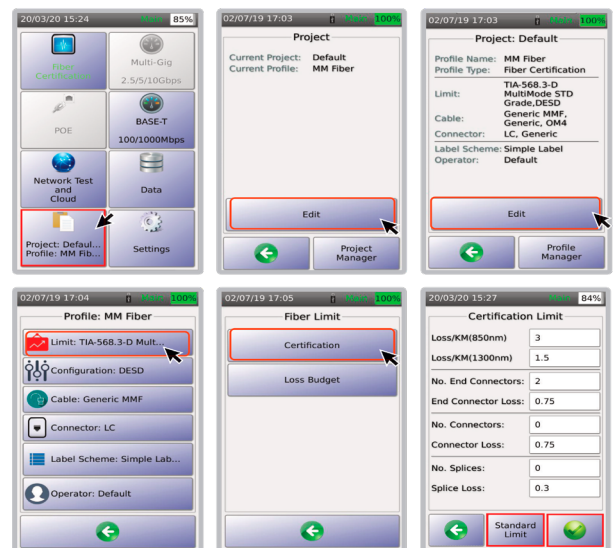 20/03/20 15:24
Main
85%
Fiber
Certification
Multi-Gig
2.5/5/10Gbps
POE
BASE-T
100/1000Mbps
Network Test
and
Cloud
Data
Project: Defaul...
Profile: MM Fib...
Settings
02/07/19 17:03
Main
100%
Project
Current Project: Default
Current Profile: MM Fiber
Edit
Project
Manager
02/07/19 17:03
Main
100%
Project: Default
Profile Name: MM Fiber
Profile Type: Fiber Certification
Limit: TIA-568.3-D
MultiMode STD
Grade,DESD
Cable: Generic MMF,
Generic, OM4
Connector: LC, Generic
Label Scheme: Simple Label
Operator: Default
Edit
Profile
Manager
02/07/19 17:04
Main
100%
Profile: MM Fiber
Limit: TIA-568.3-D Mult...
Configuration: DESD
Cable: Generic MMF
Connector: LC
Label Scheme: Simple Lab...
Operator: Default
02/07/19 17:05
Main
100%
Fiber Limit
Certification
Loss Budget
20/03/20 15:27
Main
84%
Certification Limit
Loss/KM(850nm) 3
Loss/KM(1300nm) 1.5
No. End Connectors: 2
End Connector Loss: 0.75
No. Connectors: 0
Connector Loss: 0.75
No. Splices: 0
Splice Loss: 0.3
Standard
Limit